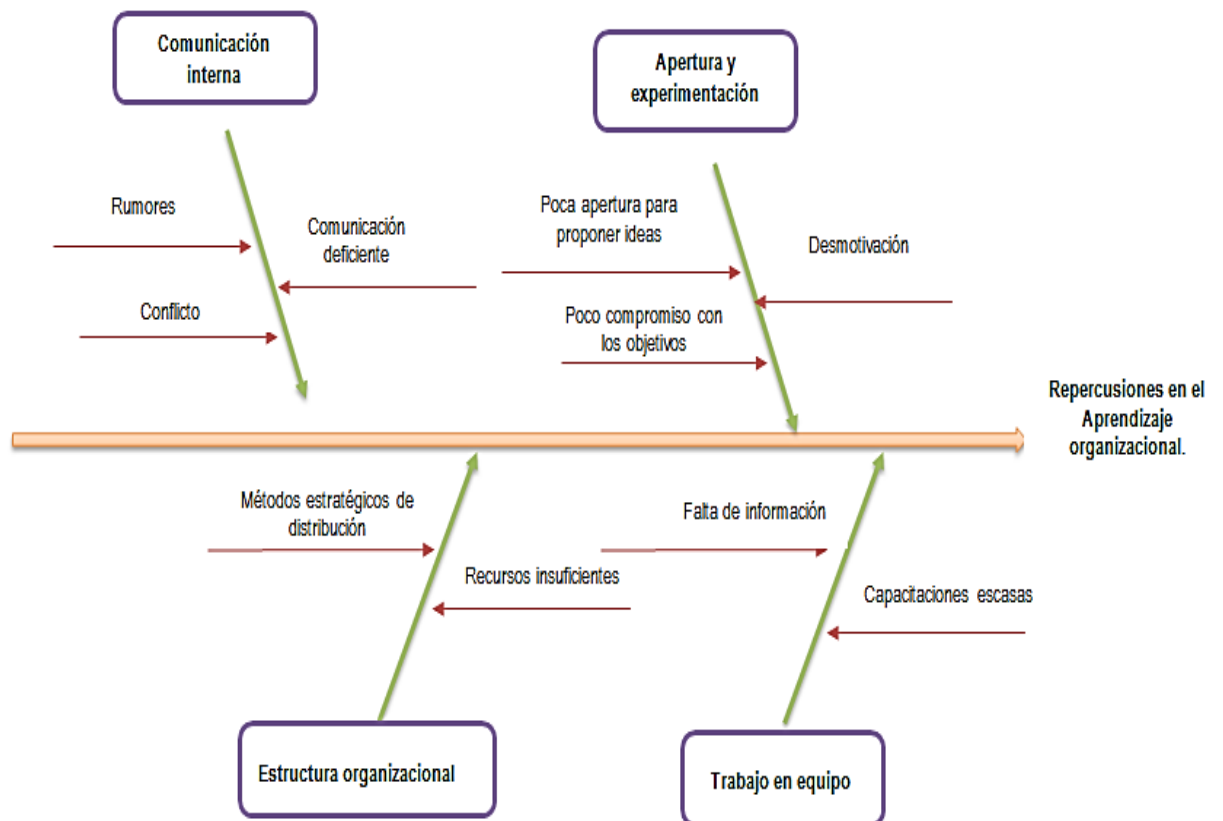 Comunicación
interna
Apertura y
experimentación
Rumores
Comunicación
deficiente
Conflicto
Poca apertura para
proponer ideas
Desmotivación
Poco compromiso con
los objetivos
Repercusiones en el
Aprendizaje
organizacional.
Métodos estratégicos de
distribución
Recursos insuficientes
Falta de información
Capacitaciones escasas
Estructura organizacional
Trabajo en equipo